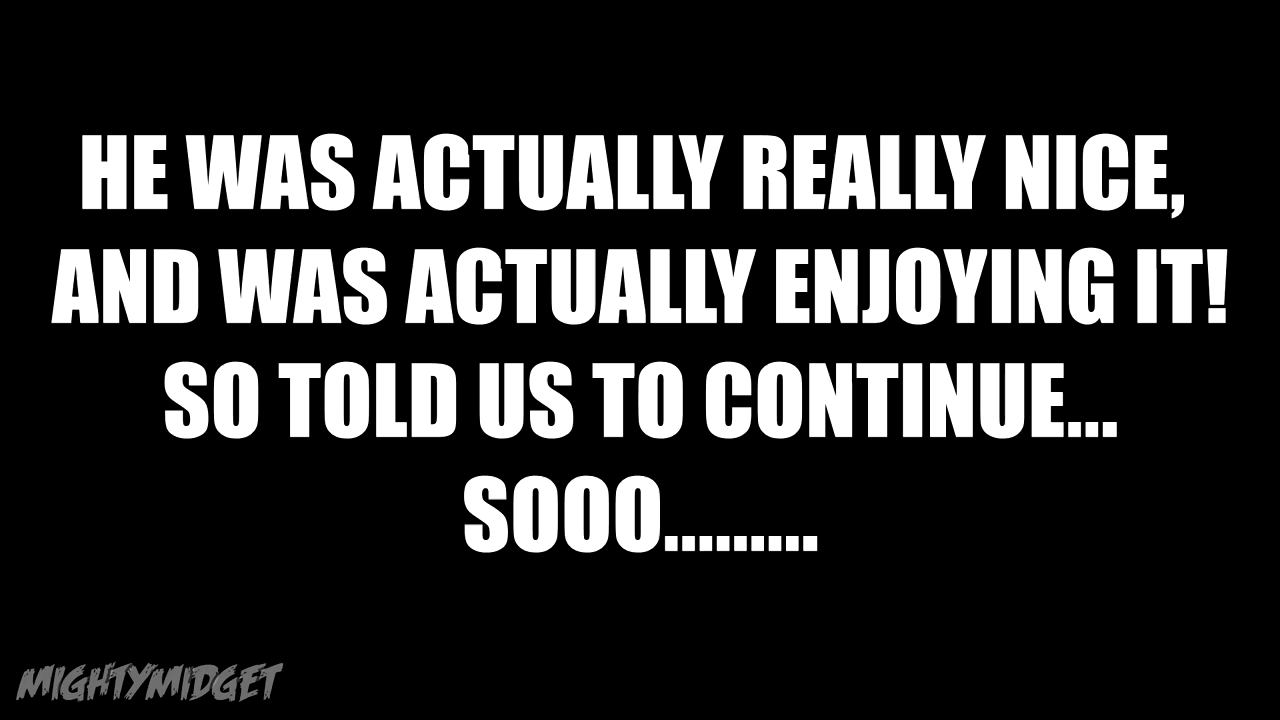 HE WAS ACTUALLY REALLY NICE,
AND WAS ACTUALLY ENJOYING IT!
SO TOLD US TO CONTINUE...
SOOO.........
MIGHTYMIDGET